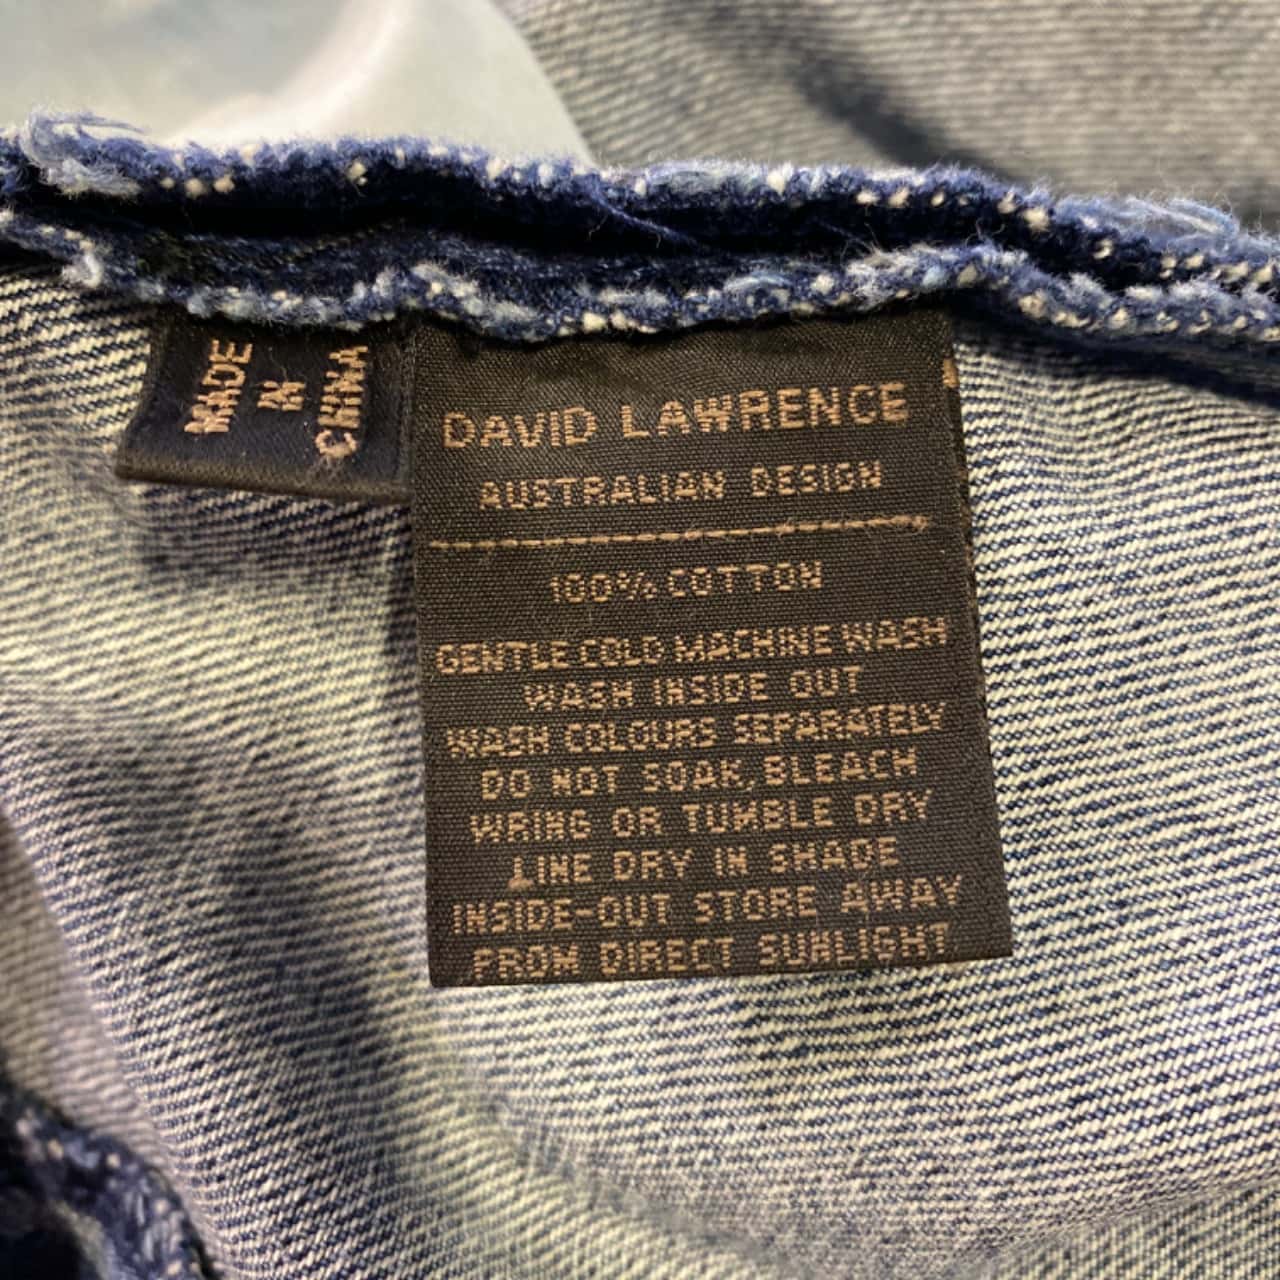 MADE
IN
CHINA
DAVID LAWRENCE
AUSTRALIAN DESIGN
100% COTTON
GENTLE COLD MACHINE WASH
WASH INSIDE OUT
WASH COLOURS SEPARATELY
DO NOT SOAK, BLEACH
WRING OR TUMBLE DRY
LINE DRY IN SHADE
INSIDE-OUT STORE AWAY
FROM DIRECT SUNLIGHT